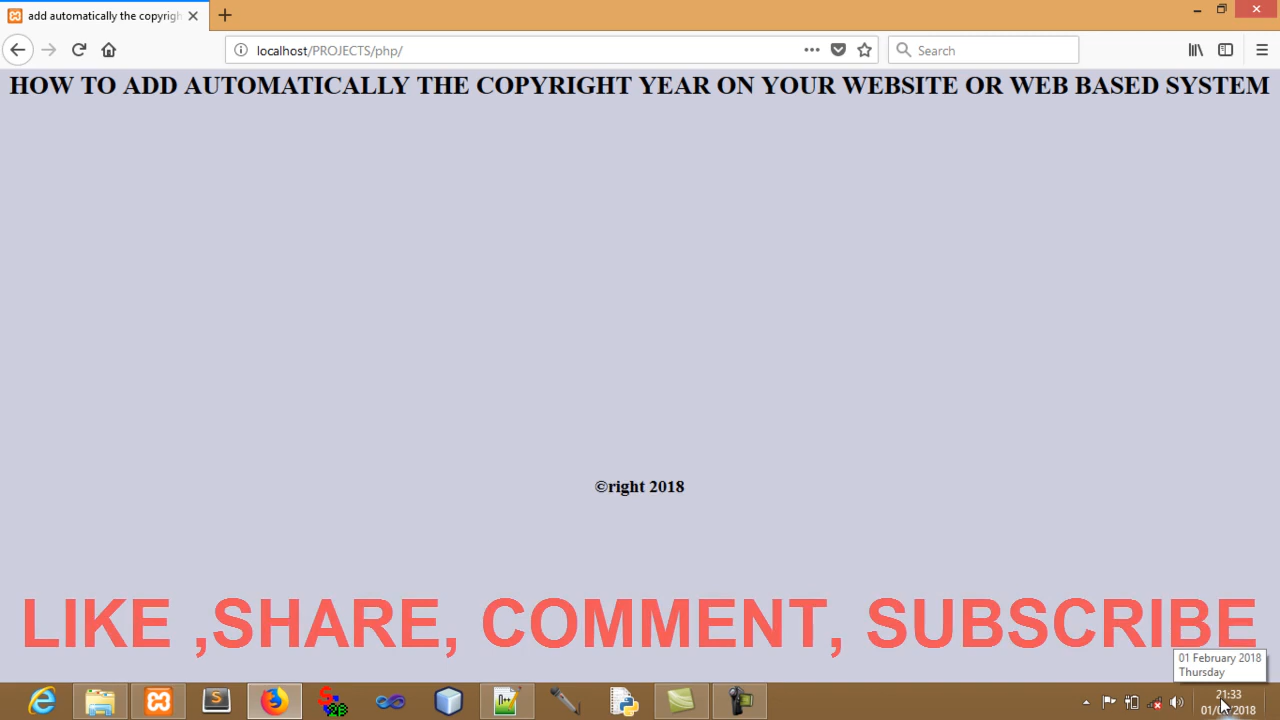 add automatically the copyrigh
localhost/PROJECTS/php/
Search
HOW TO ADD AUTOMATICALLY THE COPYRIGHT YEAR ON YOUR WEBSITE OR WEB BASED SYSTEM
©right 2018
LIKE ,SHARE, COMMENT, SUBSCRIBE
01 February 2018
Thursday
21:33